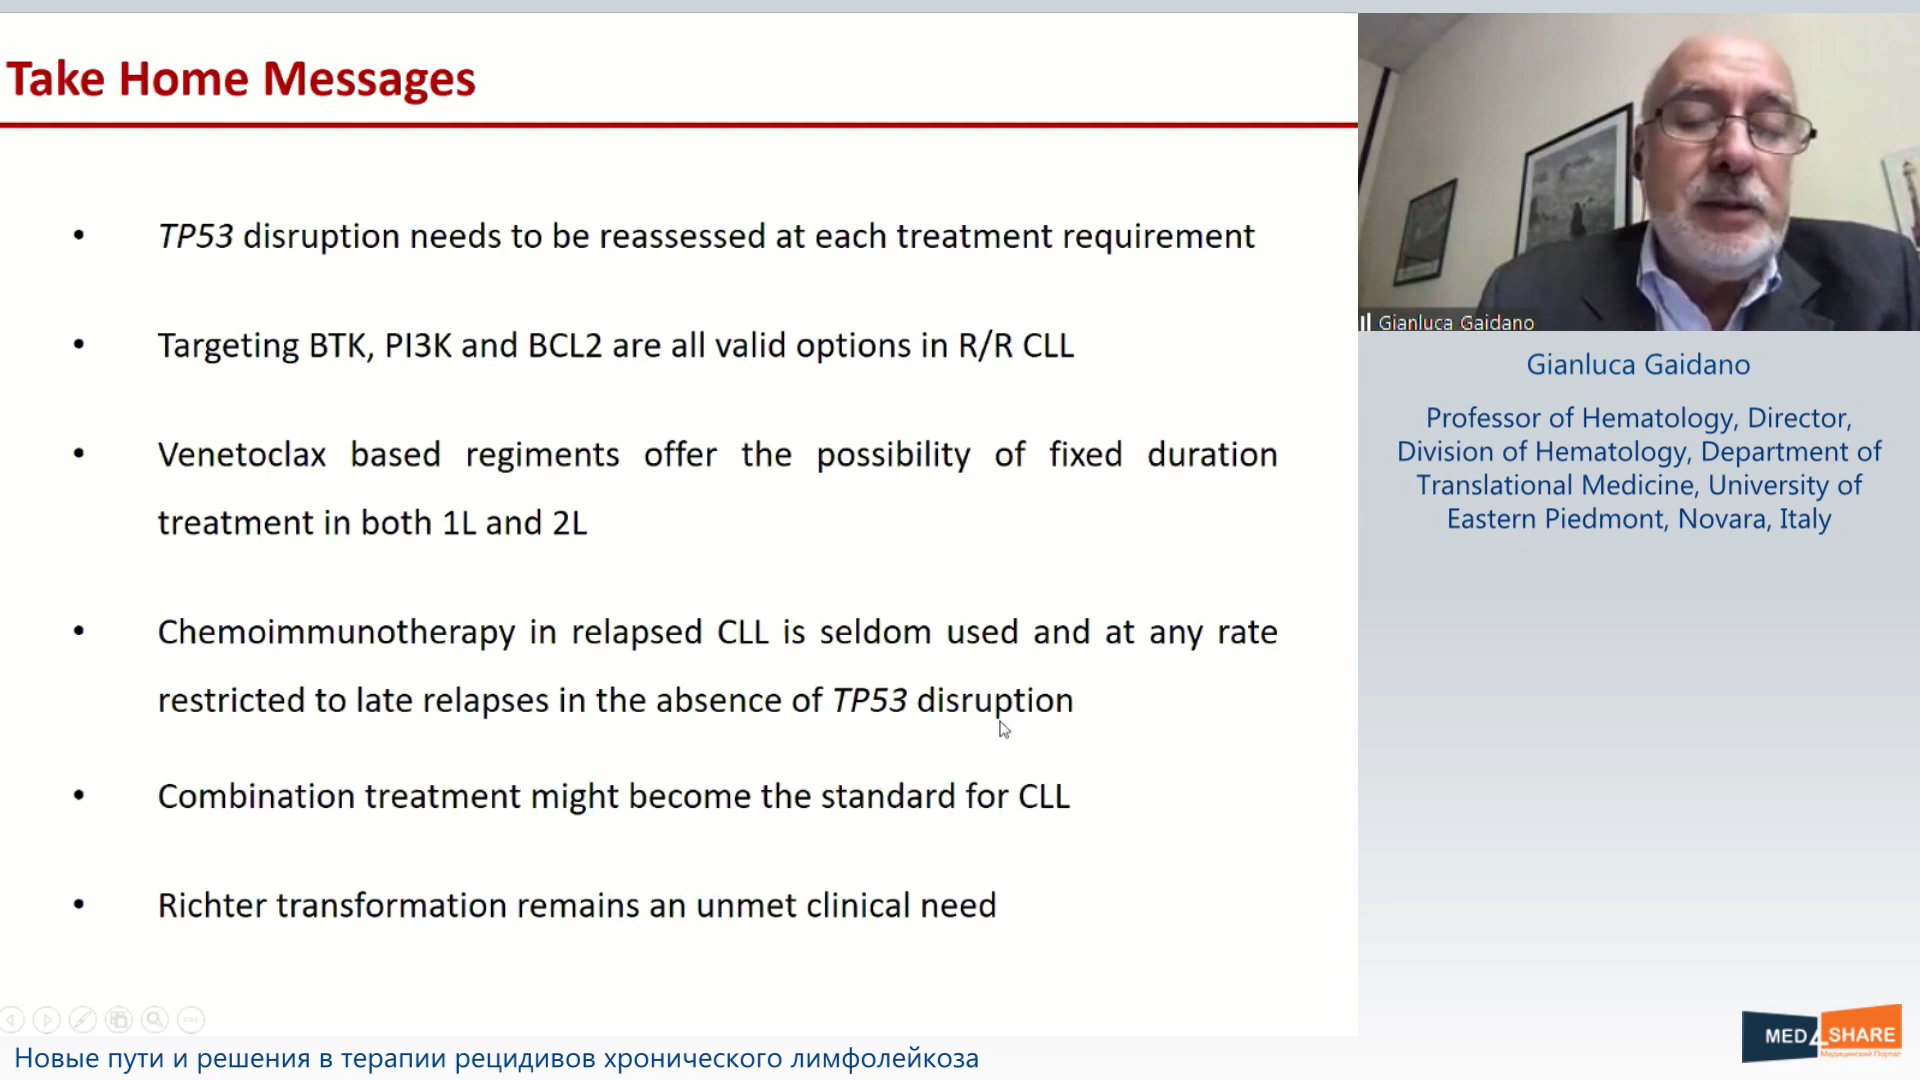 Take Home Messages
• TP53 disruption needs to be reassessed at each treatment requirement
• Targeting BTK, PI3K and BCL2 are all valid options in R/R CLL
• Venetoclax based regiments offer the possibility of fixed duration
treatment in both 1L and 2L
• Chemoimmunotherapy in relapsed CLL is seldom used and at any rate
restricted to late relapses in the absence of TP53 disruption
• Combination treatment might become the standard for CLL
• Richter transformation remains an unmet clinical need
Gianluca Gaidano
Gianluca Gaidano
Professor of Hematology, Director,
Division of Hematology, Department of
Translational Medicine, University of
Eastern Piedmont, Novara, Italy
MED4SHARE
Медицинский Портал
Новые пути и решения в терапии рецидивов хронического лимфолейкоза